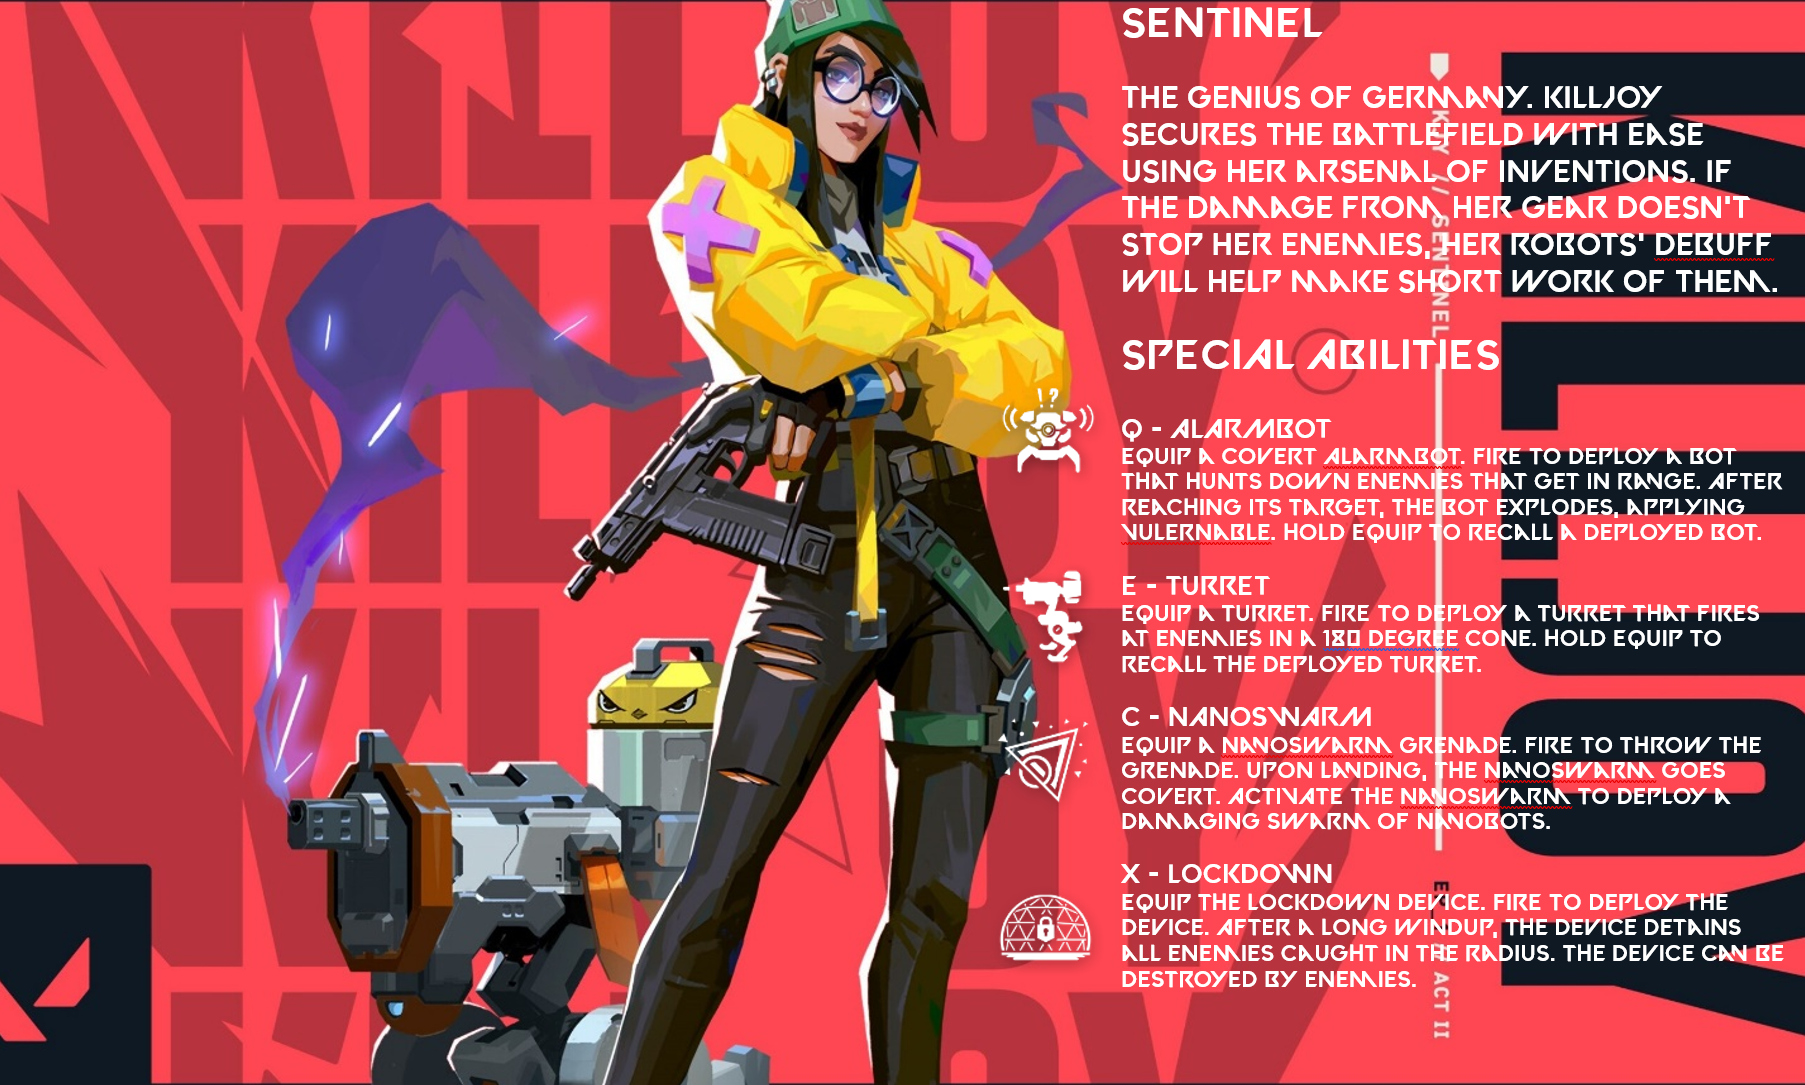 SENTINEL
THE GENIUS OF GERMANY. KILLJOY
SECURES THE BATTLEFIELD WITH EASE
USING HER ARSENAL OF INVENTIONS. IF
THE DAMAGE FROM HER GEAR DOESN'T
STOP HER ENEMIES, HER ROBOTS' DEBUFF
WILL HELP MAKE SHORT WORK OF THEM.
SPECIAL ABILITIES
Q - ALARMBOT
EQUIP A COVERT ALARMBOT. FIRE TO DEPLOY A BOT
THAT HUNTS DOWN ENEMIES THAT GET IN RANGE. AFTER
REACHING ITS TARGET, THE BOT EXPLODES, APPLYING
VULERNABLE. HOLD EQUIP TO RECALL A DEPLOYED BOT.
E - TURRET
EQUIP A TURRET. FIRE TO DEPLOY A TURRET THAT FIRES
AT ENEMIES IN A 180 DEGREE CONE. HOLD EQUIP TO
RECALL THE DEPLOYED TURRET.
C - NANOSWARM
EQUIP A NANOSWARM GRENADE. FIRE TO THROW THE
GRENADE. UPON LANDING, THE NANOSWARM GOES
COVERT. ACTIVATE THE NANOSWARM TO DEPLOY A
DAMAGING SWARM OF NANOBOTS.
X - LOCKDOWN
EQUIP THE LOCKDOWN DEVICE. FIRE TO DEPLOY THE
DEVICE. AFTER A LONG WINDUP, THE DEVICE DETAINS
ALL ENEMIES CAUGHT IN THE RADIUS. THE DEVICE CAN BE
DESTROYED BY ENEMIES.
// SENTINEL
ACT II
KILLJOY